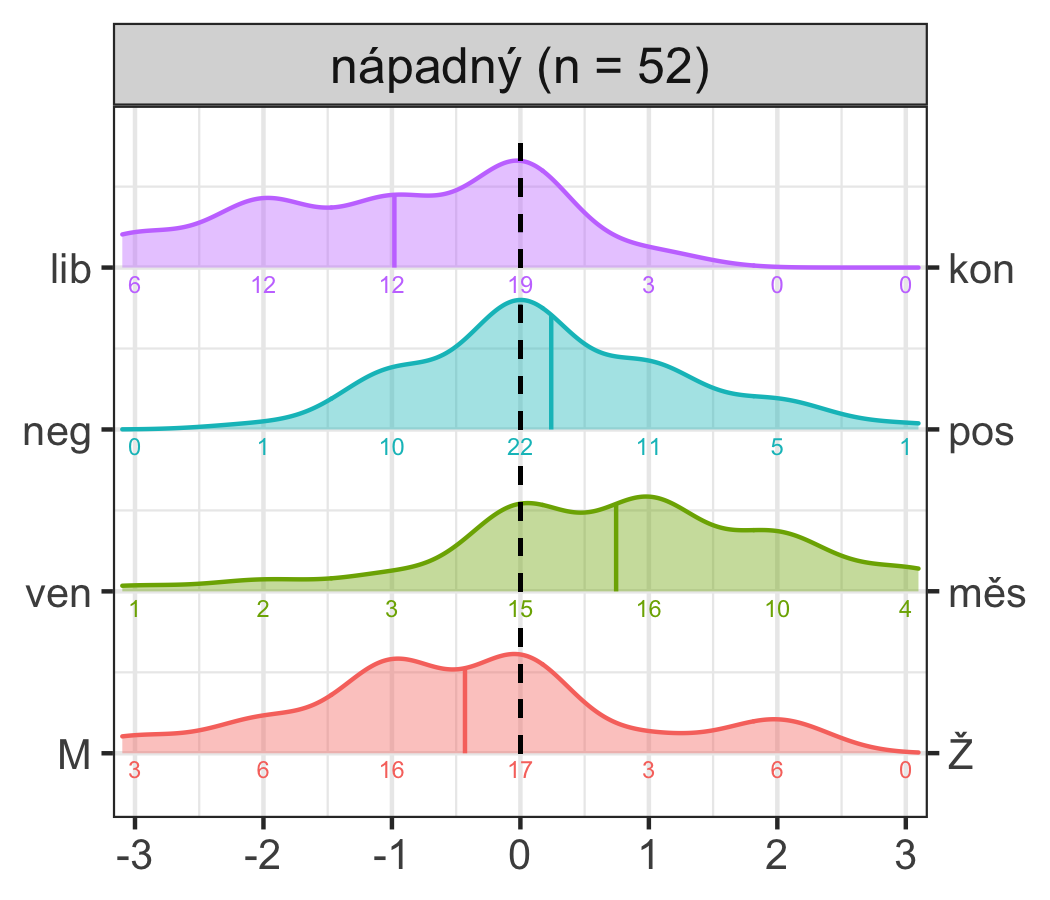 nápadný (n = 52)
lib kon
6 12 12 19 3 0 0
neg pos
0 1 10 22 11 5 1
ven měs
1 2 3 15 16 10 4
M Ž
3 6 16 17 3 6 0
-3 -2 -1 0 1 2 3